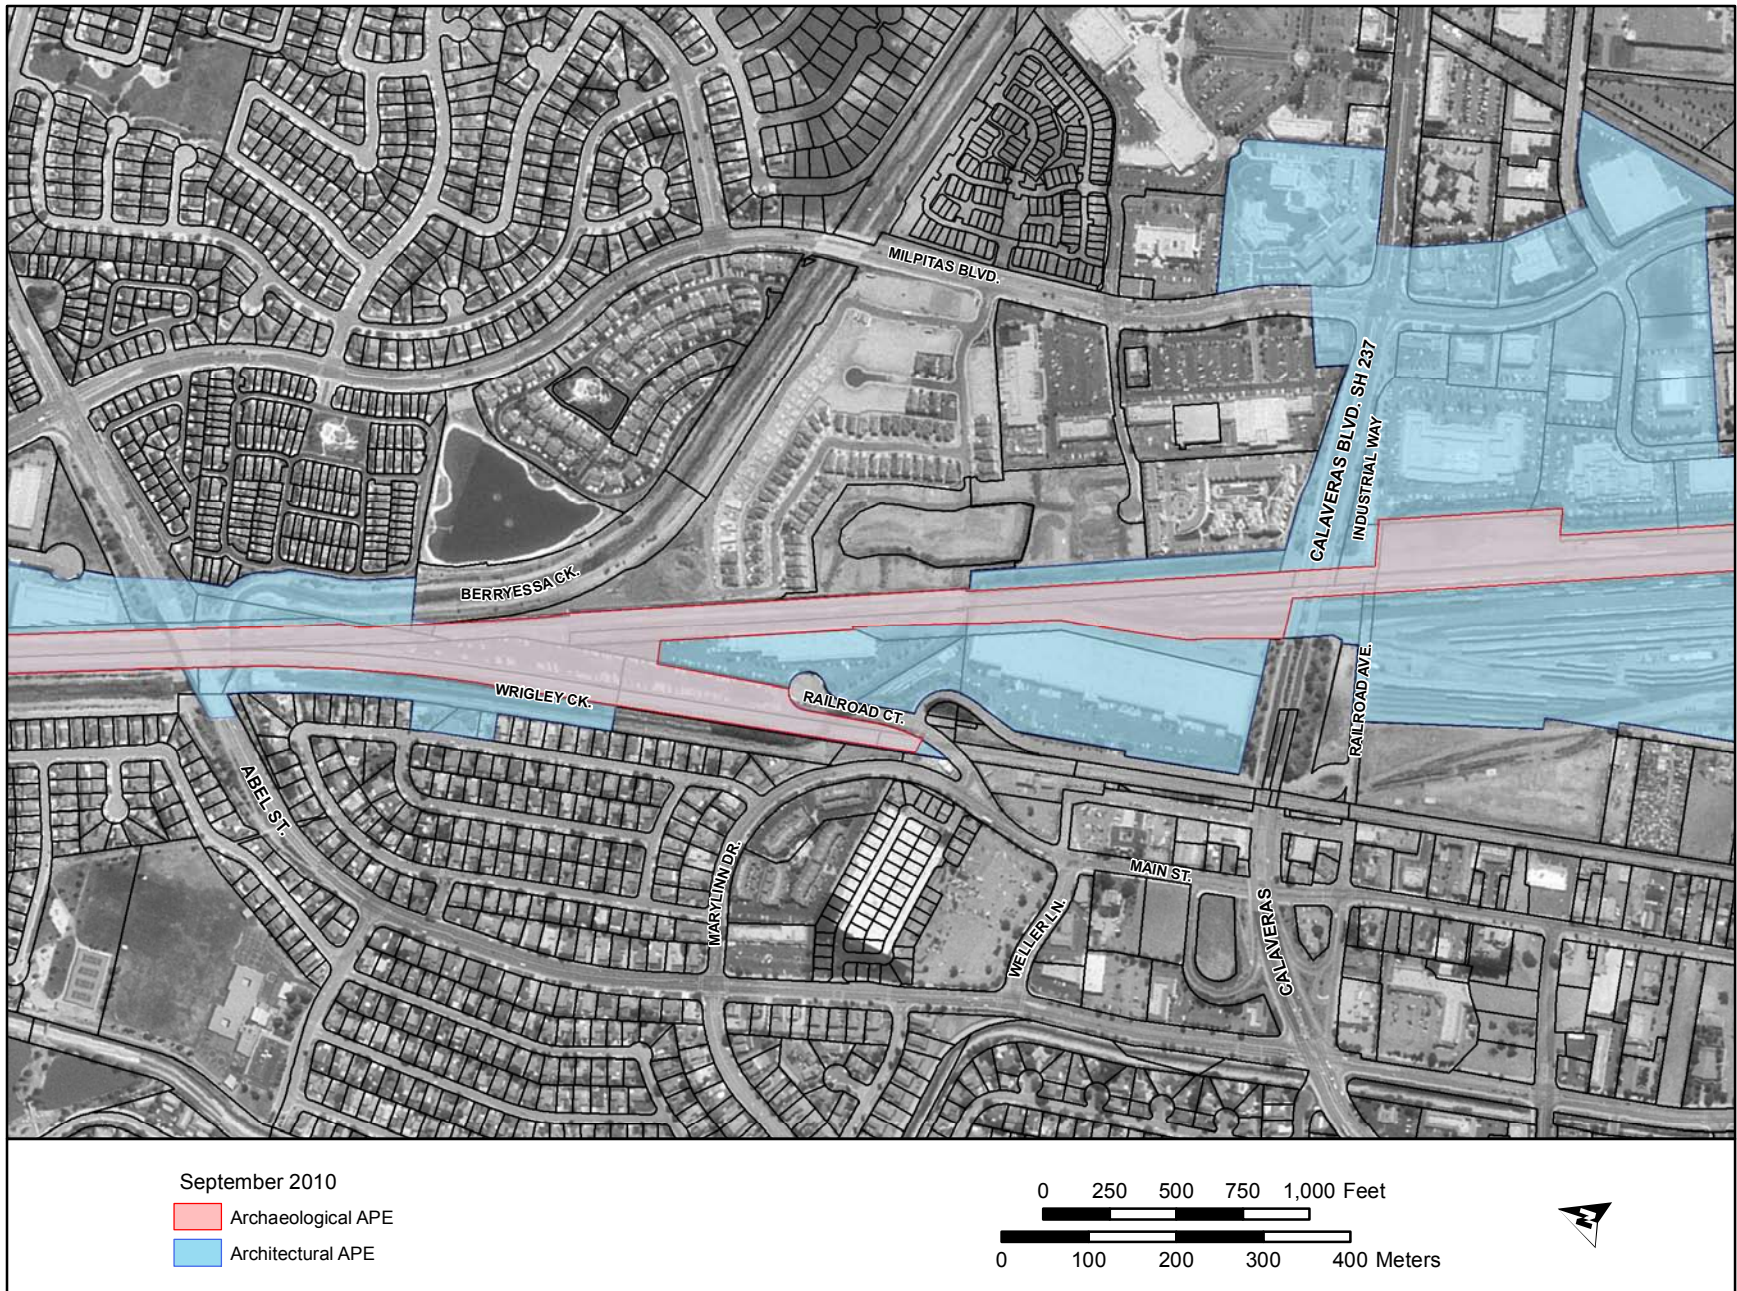 MILPITAS BLVD.
CALAVERAS BLVD. SH 237
INDUSTRIAL WAY
BERRYESSA CK.
WRIGLEY CK.
RAILROAD CT.
RAILROAD AVE.
ABEL ST.
MARYLINN DR.
MAIN ST.
WELLER LN.
CALAVERAS
September 2010
Archaeological APE
Architectural APE
0 250 500 750 1,000 Feet
0 100 200 300 400 Meters
N